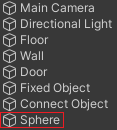 Main Camera
Directional Light
Floor
Wall
Door
Fixed Object
Connect Object
Sphere